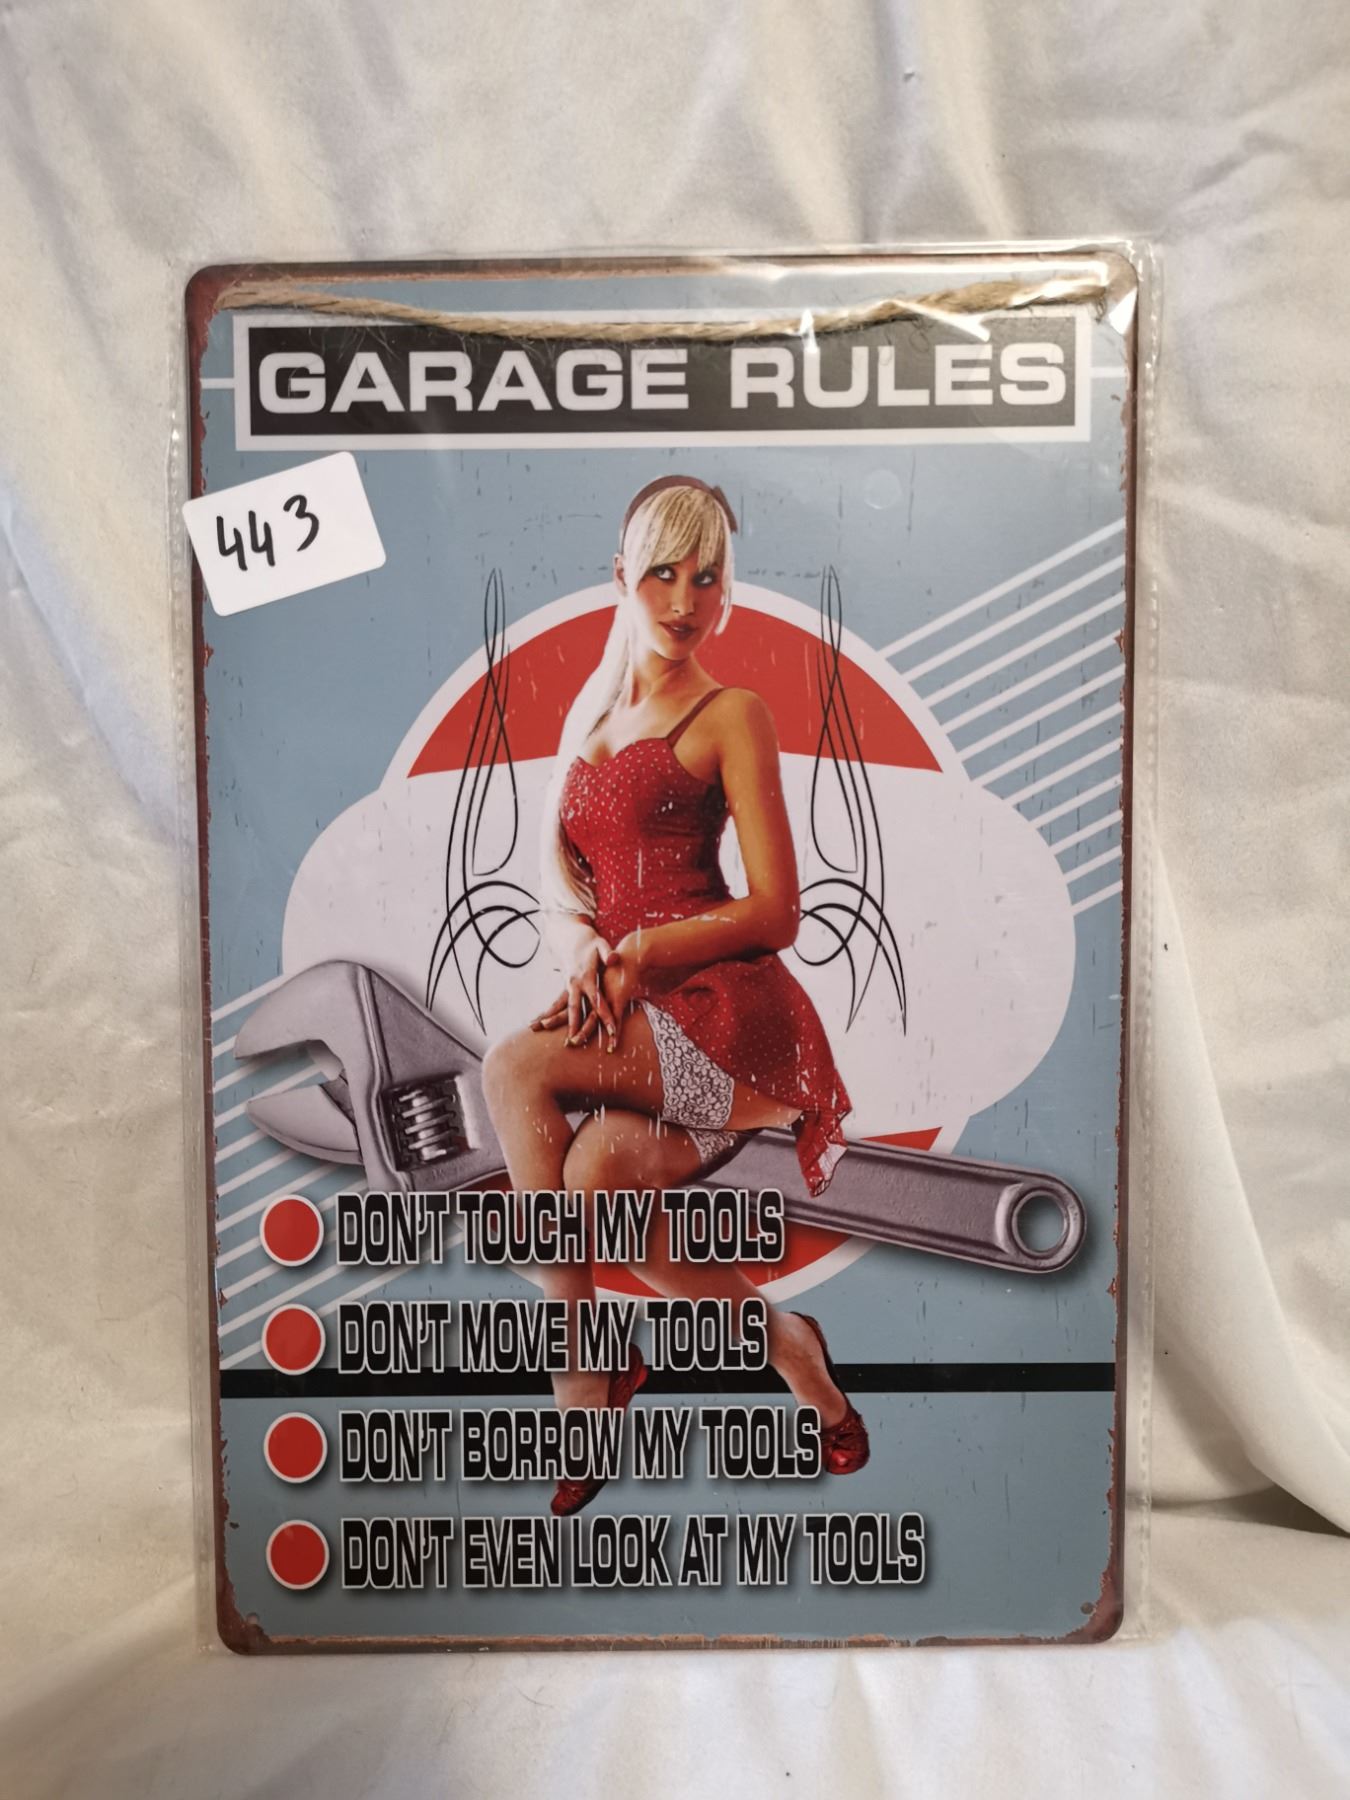 GARAGE RULES
443
DON'T TOUCH MY TOOLS
DON'T MOVE MY TOOLS
DON'T BORROW MY TOOLS
DON'T EVEN LOOK AT MY TOOLS